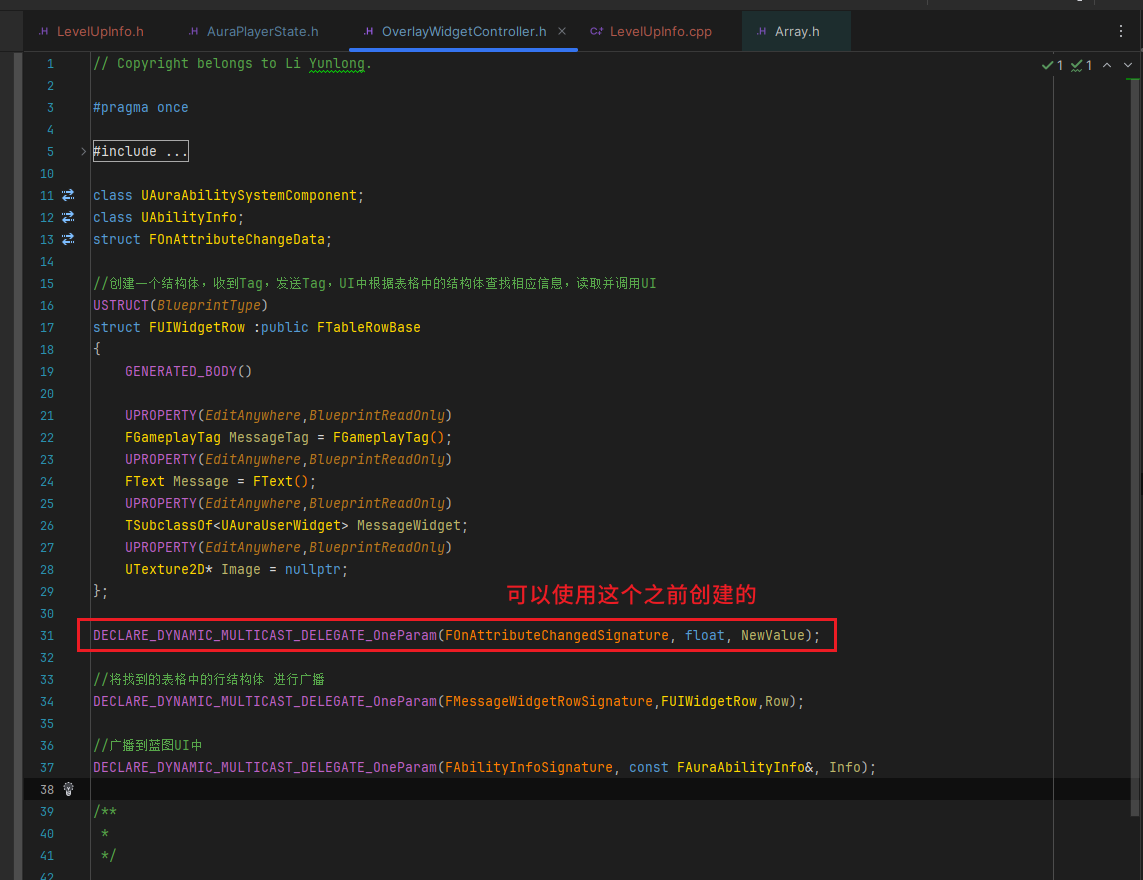 LevelUpInfo.h AuraPlayerState.h OverlayWidgetController.h LevelUpInfo.cpp Array.h
1 // Copyright belongs to Li Yunlong. 1 1
2
3 #pragma once
4
5 #include ...
10
11 class UAuraAbilitySystemComponent;
12 class UAbilityInfo;
13 struct FOnAttributeChangeData;
14
15 //创建一个结构体，收到Tag，发送Tag，UI中根据表格中的结构体查找相应信息，读取并调用UI
16 USTRUCT(BlueprintType)
17 struct FUIWidgetRow :public FTableRowBase
18 {
19 GENERATED_BODY()
20
21 UPROPERTY(EditAnywhere,BlueprintReadOnly)
22 FGameplayTag MessageTag = FGameplayTag();
23 UPROPERTY(EditAnywhere,BlueprintReadOnly)
24 FText Message = FText();
25 UPROPERTY(EditAnywhere,BlueprintReadOnly)
26 TSubclassOf<UAuraUserWidget> MessageWidget;
27 UPROPERTY(EditAnywhere,BlueprintReadOnly)
28 UTexture2D* Image = nullptr;
29 };
可以使用这个之前创建的
30
31 DECLARE_DYNAMIC_MULTICAST_DELEGATE_OneParam(FOnAttributeChangedSignature, float, NewValue);
32
33 //将找到的表格中的行结构体 进行广播
34 DECLARE_DYNAMIC_MULTICAST_DELEGATE_OneParam(FMessageWidgetRowSignature,FUIWidgetRow,Row);
35
36 //广播到蓝图UI中
37 DECLARE_DYNAMIC_MULTICAST_DELEGATE_OneParam(FAbilityInfoSignature, const FAuraAbilityInfo&, Info);
38
39 /**
40 *
41 */
42